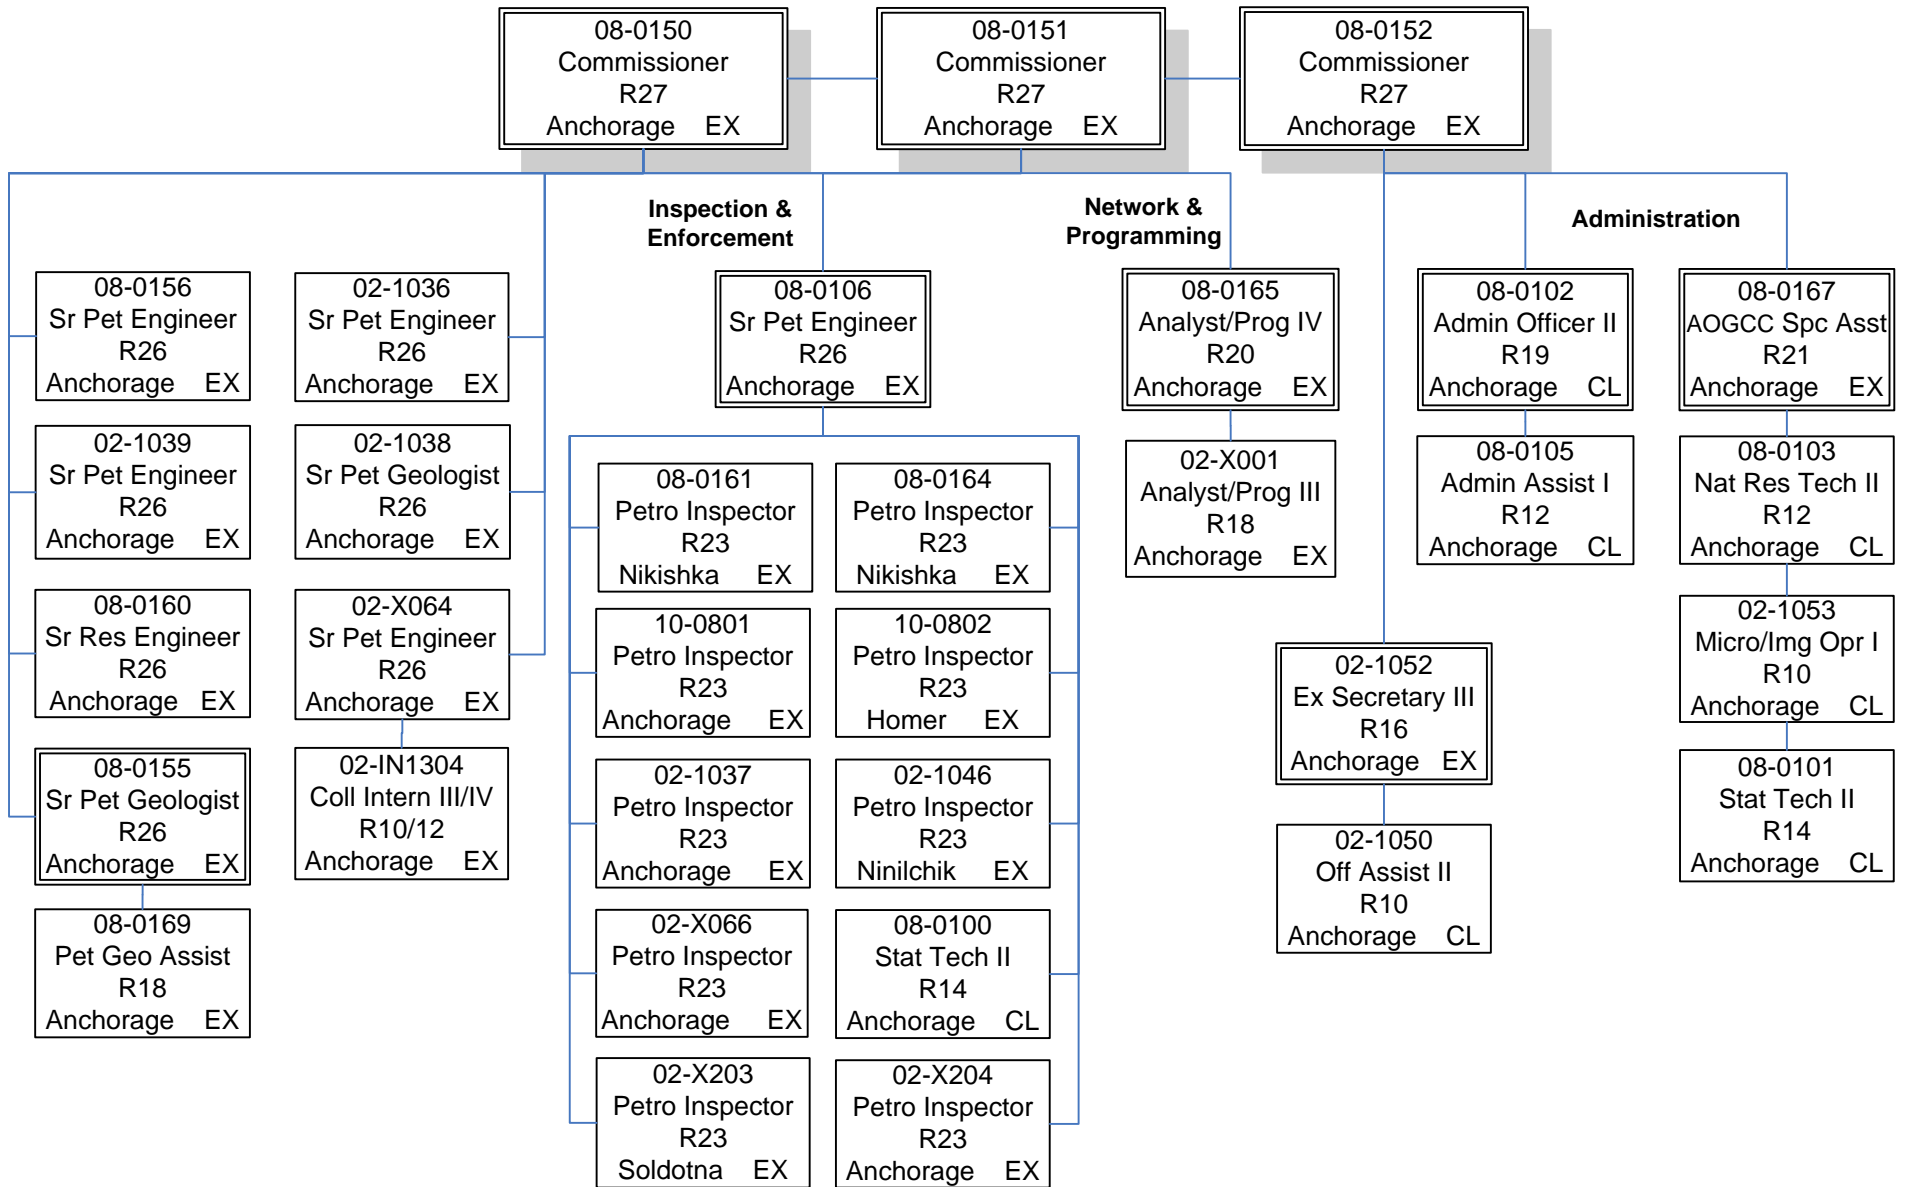 08-0150
Commissioner
R27
Anchorage EX
08-0151
Commissioner
R27
Anchorage EX
08-0152
Commissioner
R27
Anchorage EX
Inspection &
Enforcement
Network &
Programming
Administration
08-0156
Sr Pet Engineer
R26
Anchorage EX
02-1036
Sr Pet Engineer
R26
Anchorage EX
08-0106
Sr Pet Engineer
R26
Anchorage EX
08-0165
Analyst/Prog IV
R20
Anchorage EX
08-0102
Admin Officer II
R19
Anchorage CL
08-0167
AOGCC Spc Asst
R21
Anchorage EX
02-1039
Sr Pet Engineer
R26
Anchorage EX
02-1038
Sr Pet Geologist
R26
Anchorage EX
08-0161
Petro Inspector
R23
Nikishka EX
08-0164
Petro Inspector
R23
Nikishka EX
02-X001
Analyst/Prog III
R18
Anchorage EX
08-0105
Admin Assist I
R12
Anchorage CL
08-0103
Nat Res Tech II
R12
Anchorage CL
08-0160
Sr Res Engineer
R26
Anchorage EX
02-X064
Sr Pet Engineer
R26
Anchorage EX
10-0801
Petro Inspector
R23
Anchorage EX
10-0802
Petro Inspector
R23
Homer EX
02-1052
Ex Secretary III
R16
Anchorage EX
02-1053
Micro/Img Opr I
R10
Anchorage CL
08-0155
Sr Pet Geologist
R26
Anchorage EX
02-IN1304
Coll Intern III/IV
R10/12
Anchorage EX
02-1037
Petro Inspector
R23
Anchorage EX
02-1046
Petro Inspector
R23
Ninilchik EX
02-1050
Off Assist II
R10
Anchorage CL
08-0101
Stat Tech II
R14
Anchorage CL
08-0169
Pet Geo Assist
R18
Anchorage EX
02-X066
Petro Inspector
R23
Anchorage EX
08-0100
Stat Tech II
R14
Anchorage CL
02-X203
Petro Inspector
R23
Soldotna EX
02-X204
Petro Inspector
R23
Anchorage EX